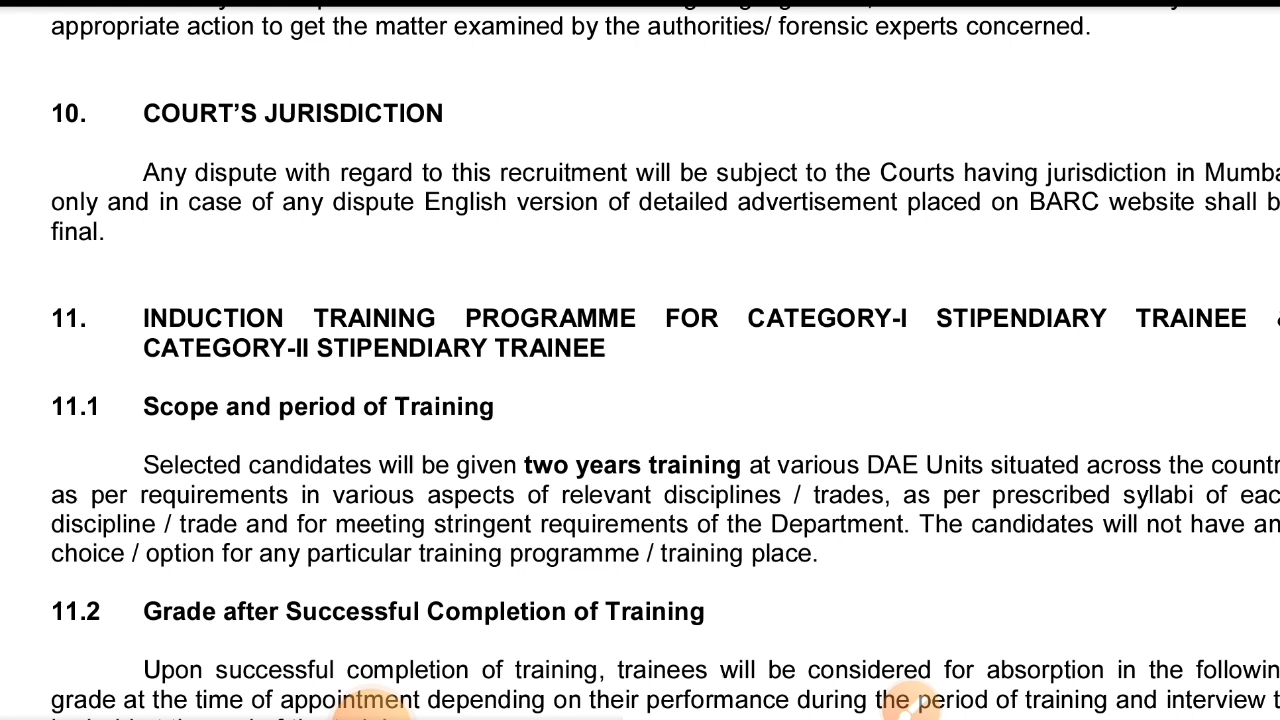 appropriate action to get the matter examined by the authorities/ forensic experts concerned.
10. COURT'S JURISDICTION
Any dispute with regard to this recruitment will be subject to the Courts having jurisdiction in Mumba
only and in case of any dispute English version of detailed advertisement placed on BARC website shall b
final.
11. INDUCTION TRAINING PROGRAMME FOR CATEGORY-I STIPENDIARY TRAINEE
CATEGORY-II STIPENDIARY TRAINEE
11.1 Scope and period of Training
Selected candidates will be given two years training at various DAE Units situated across the countr
as per requirements in various aspects of relevant disciplines / trades, as per prescribed syllabi of eac
discipline / trade and for meeting stringent requirements of the Department. The candidates will not have an
choice / option for any particular training programme / training place.
11.2 Grade after Successful Completion of Training
Upon successful completion of training, trainees will be considered for absorption in the followin
grade at the time of appointment depending on their performance during the period of training and interview t